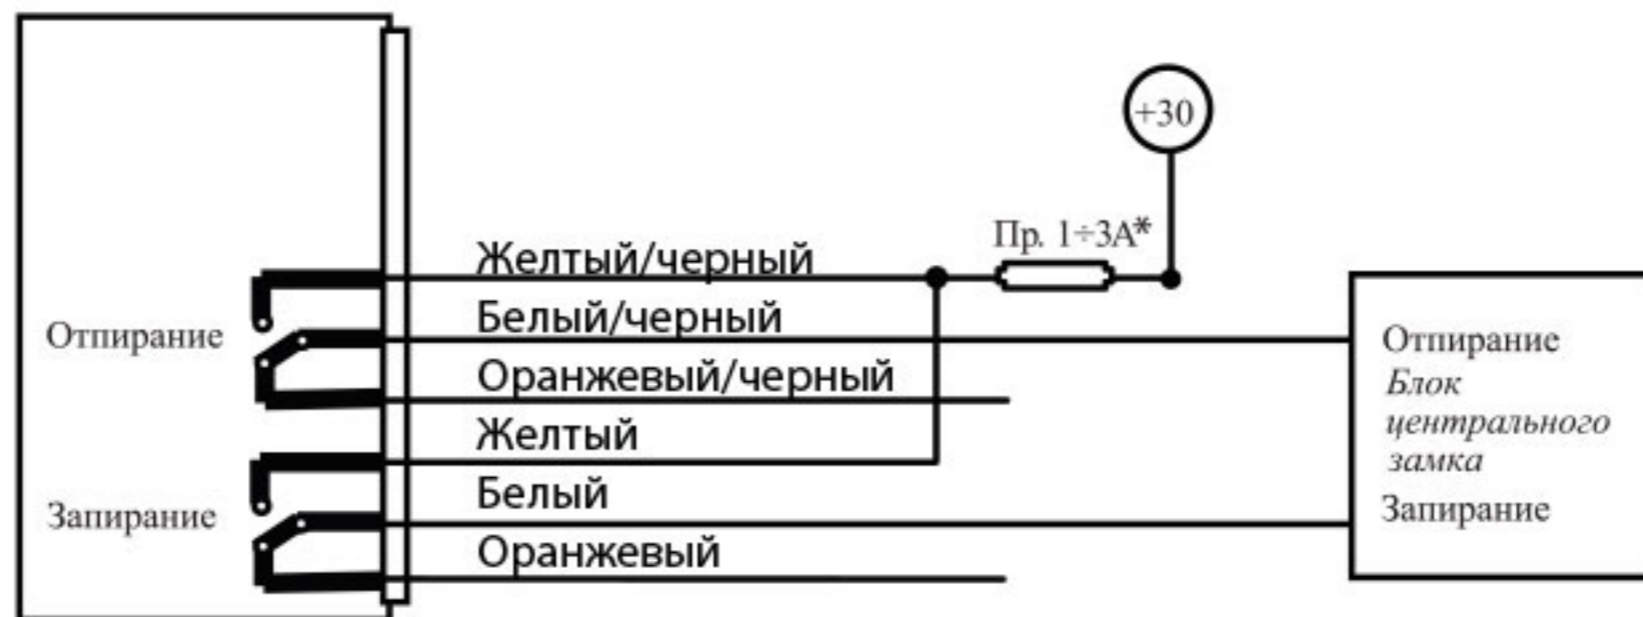 +30
Пр. 1÷3А*
Желтый/черный
Белый/черный
Отпирание
Отпирание
Оранжевый/черный
Блок
центрального
Желтый
замка
Белый
Запирание
Запирание
Оранжевый